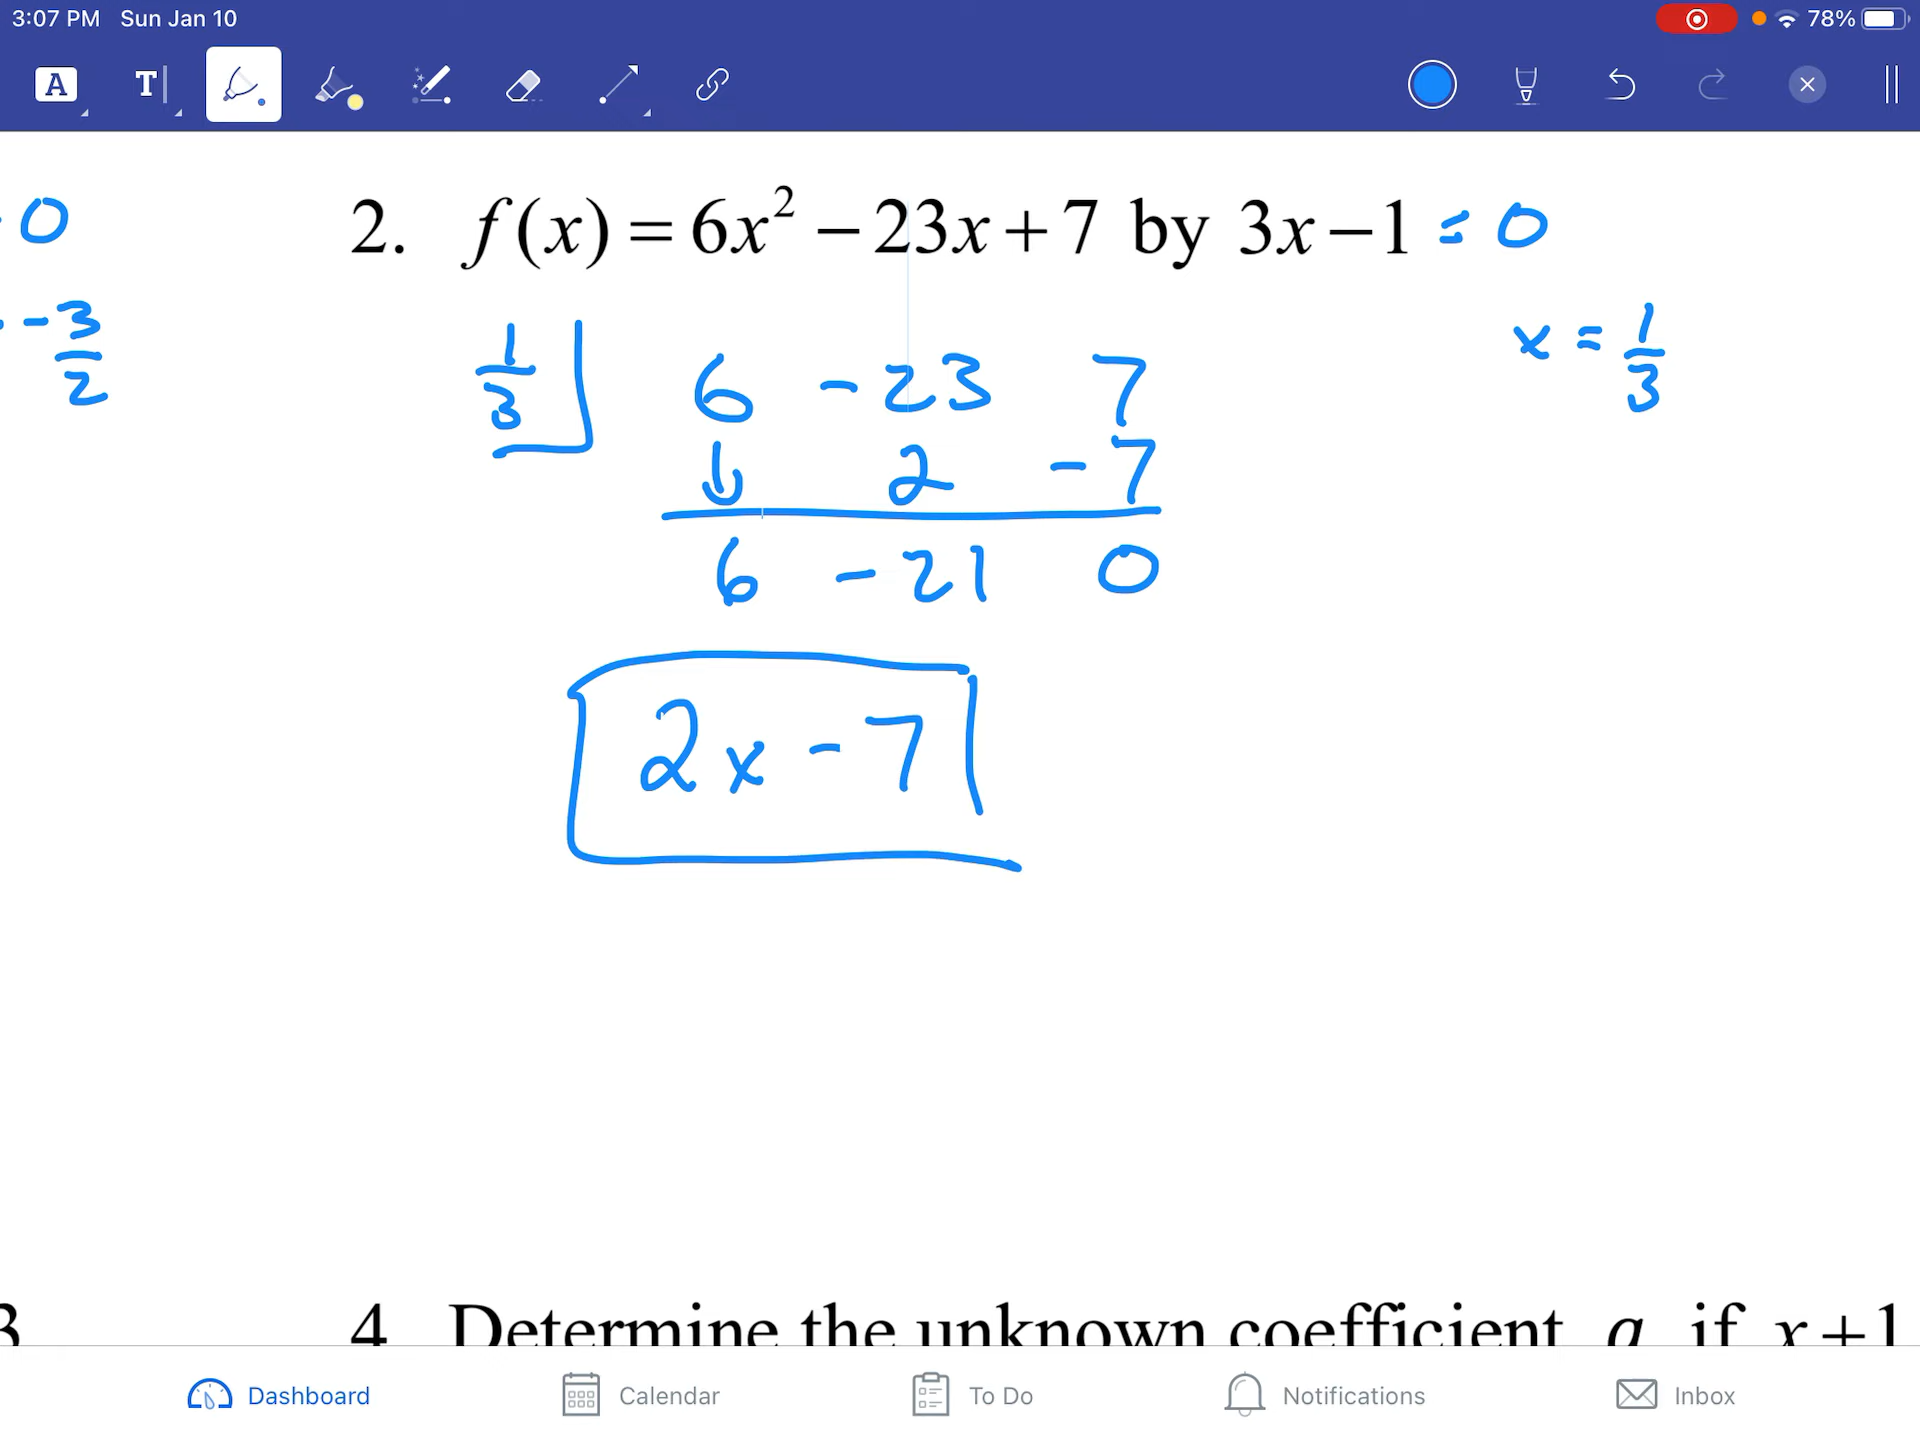 3:07 PM Sun Jan 10 78%
A T
0
2. f(x) = 6x² − 23x + 7 by 3x − 1 = 0
-3/2
1/3 6 -23 7
x = 1/3
2 -7
6 -21 0
2x - 7
3
4 Determine the unknown coefficient, a, if x + 1
Dashboard Calendar To Do Notifications Inbox